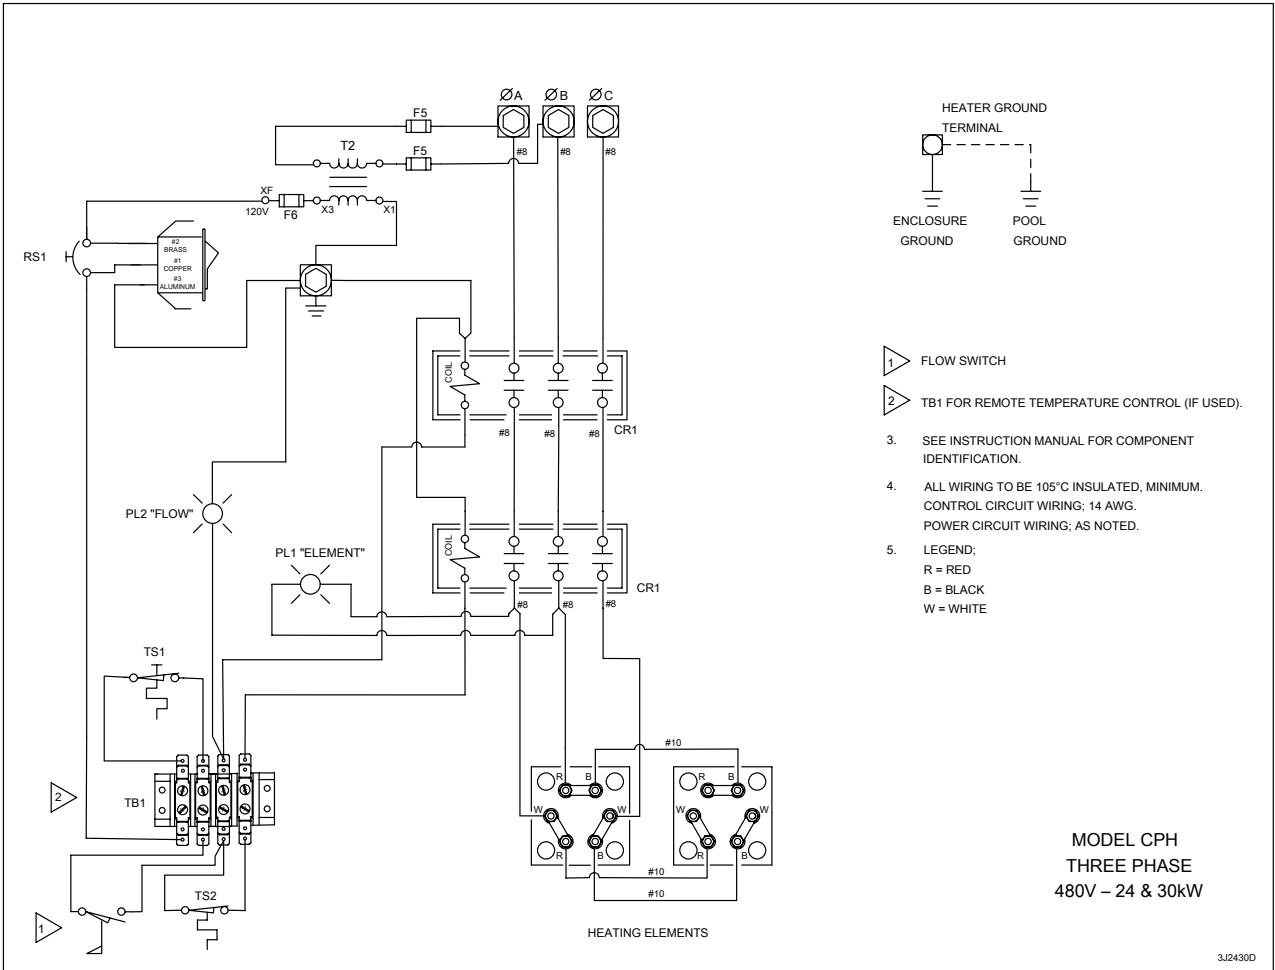 ØA
ØB
ØC
F5
F5
T2
#8
#8
#8
XF
120V
F6
X3
X1
RS1
#2
BRASS
#1
COPPER
#3
ALUMINUM
HEATER GROUND
TERMINAL
ENCLOSURE
GROUND
POOL
GROUND
COIL
CR1
#8
#8
#8
1 FLOW SWITCH
2 TB1 FOR REMOTE TEMPERATURE CONTROL (IF USED).
3. SEE INSTRUCTION MANUAL FOR COMPONENT
IDENTIFICATION.
4. ALL WIRING TO BE 105°C INSULATED, MINIMUM.
CONTROL CIRCUIT WIRING; 14 AWG.
POWER CIRCUIT WIRING; AS NOTED.
5. LEGEND;
R = RED
B = BLACK
W = WHITE
PL2 "FLOW"
PL1 "ELEMENT"
COIL
CR1
#8
#8
#8
TS1
2
TB1
#10
R
B
W
W
R
B
R
B
W
W
R
B
#10
#10
TS2
1
HEATING ELEMENTS
MODEL CPH
THREE PHASE
480V – 24 & 30kW
3J2430D